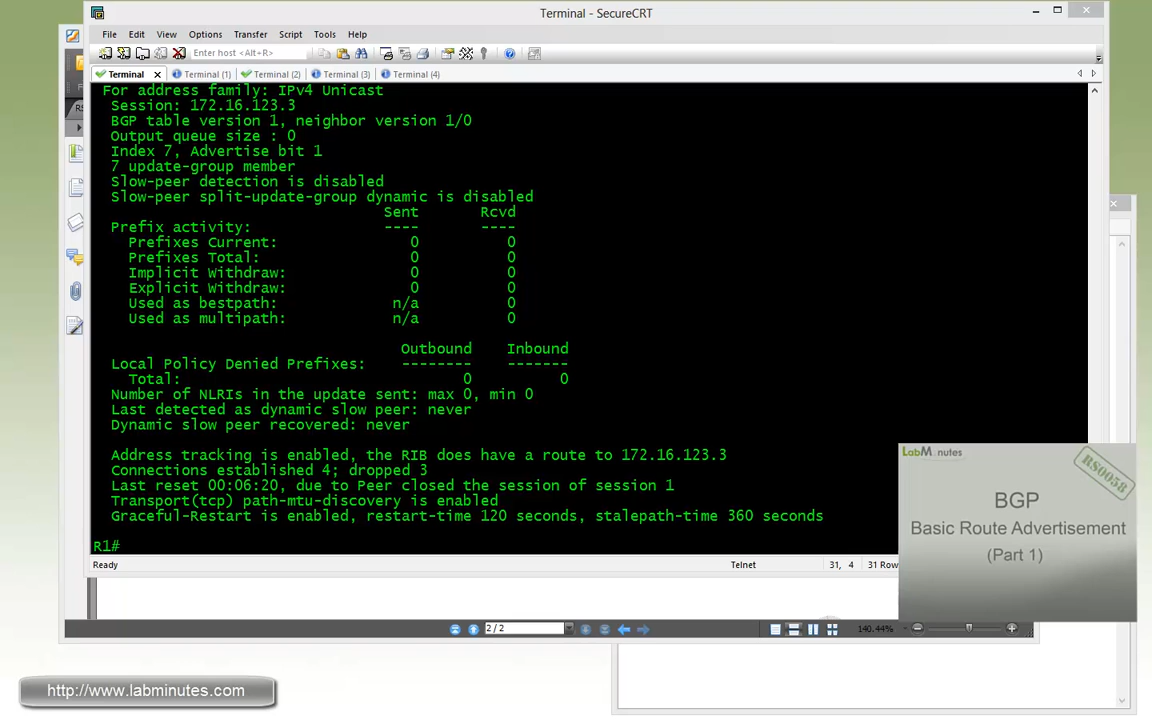 Terminal - SecureCRT
File Edit View Options Transfer Script Tools Help
Enter host <Alt+R>
Terminal Terminal (1) Terminal (2) Terminal (3) Terminal (4)
For address family: IPv4 Unicast
Session: 172.16.123.3
BGP table version 1, neighbor version 1/0
Output queue size : 0
Index 7, Advertise bit 1
7 update-group member
Slow-peer detection is disabled
Slow-peer split-update-group dynamic is disabled
Sent Rcvd
Prefix activity: ---- ----
Prefixes Current: 0 0
Prefixes Total: 0 0
Implicit Withdraw: 0 0
Explicit Withdraw: 0 0
Used as bestpath: n/a 0
Used as multipath: n/a 0
Outbound Inbound
Local Policy Denied Prefixes: -------- -------
Total: 0 0
Number of NLRIs in the update sent: max 0, min 0
Last detected as dynamic slow peer: never
Dynamic slow peer recovered: never
Address tracking is enabled, the RIB does have a route to 172.16.123.3
Connections established 4; dropped 3
Last reset 00:06:20, due to Peer closed the session of session 1
Transport(tcp) path-mtu-discovery is enabled
Graceful-Restart is enabled, restart-time 120 seconds, stalepath-time 360 seconds
R1#
Ready Telnet 31, 4 31 Row
LabM nutes
RS0058
BGP
Basic Route Advertisement
(Part 1)
2 / 2 140.44%
http://www.labminutes.com